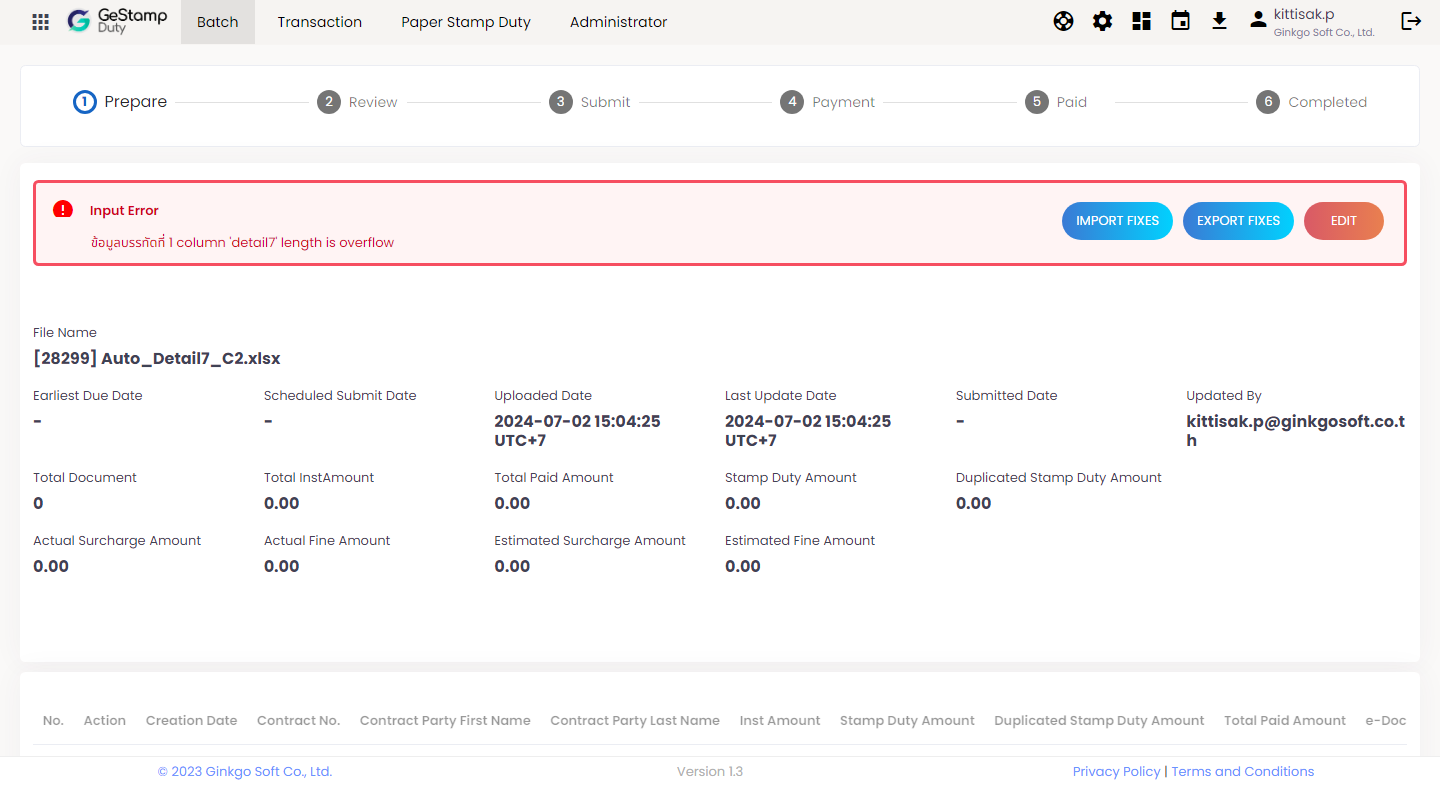 GeStamp
Duty
Batch
Transaction
Paper Stamp Duty
Administrator
kittisak.p
Ginkgo Soft Co., Ltd.
1 Prepare
2 Review
3 Submit
4 Payment
5 Paid
6 Completed
Input Error
ข้อมูลบรรทัดที่ 1 column 'detail7' length is overflow
IMPORT FIXES
EXPORT FIXES
EDIT
File Name
[28299] Auto_Detail7_C2.xlsx
Earliest Due Date
-
Scheduled Submit Date
-
Uploaded Date
2024-07-02 15:04:25
UTC+7
Last Update Date
2024-07-02 15:04:25
UTC+7
Submitted Date
-
Updated By
kittisak.p@ginkgosoft.co.t
h
Total Document
0
Total InstAmount
0.00
Total Paid Amount
0.00
Stamp Duty Amount
0.00
Duplicated Stamp Duty Amount
0.00
Actual Surcharge Amount
0.00
Actual Fine Amount
0.00
Estimated Surcharge Amount
0.00
Estimated Fine Amount
0.00
No. Action Creation Date Contract No. Contract Party First Name Contract Party Last Name Inst Amount Stamp Duty Amount Duplicated Stamp Duty Amount Total Paid Amount e-Doc
© 2023 Ginkgo Soft Co., Ltd.
Version 1.3
Privacy Policy | Terms and Conditions